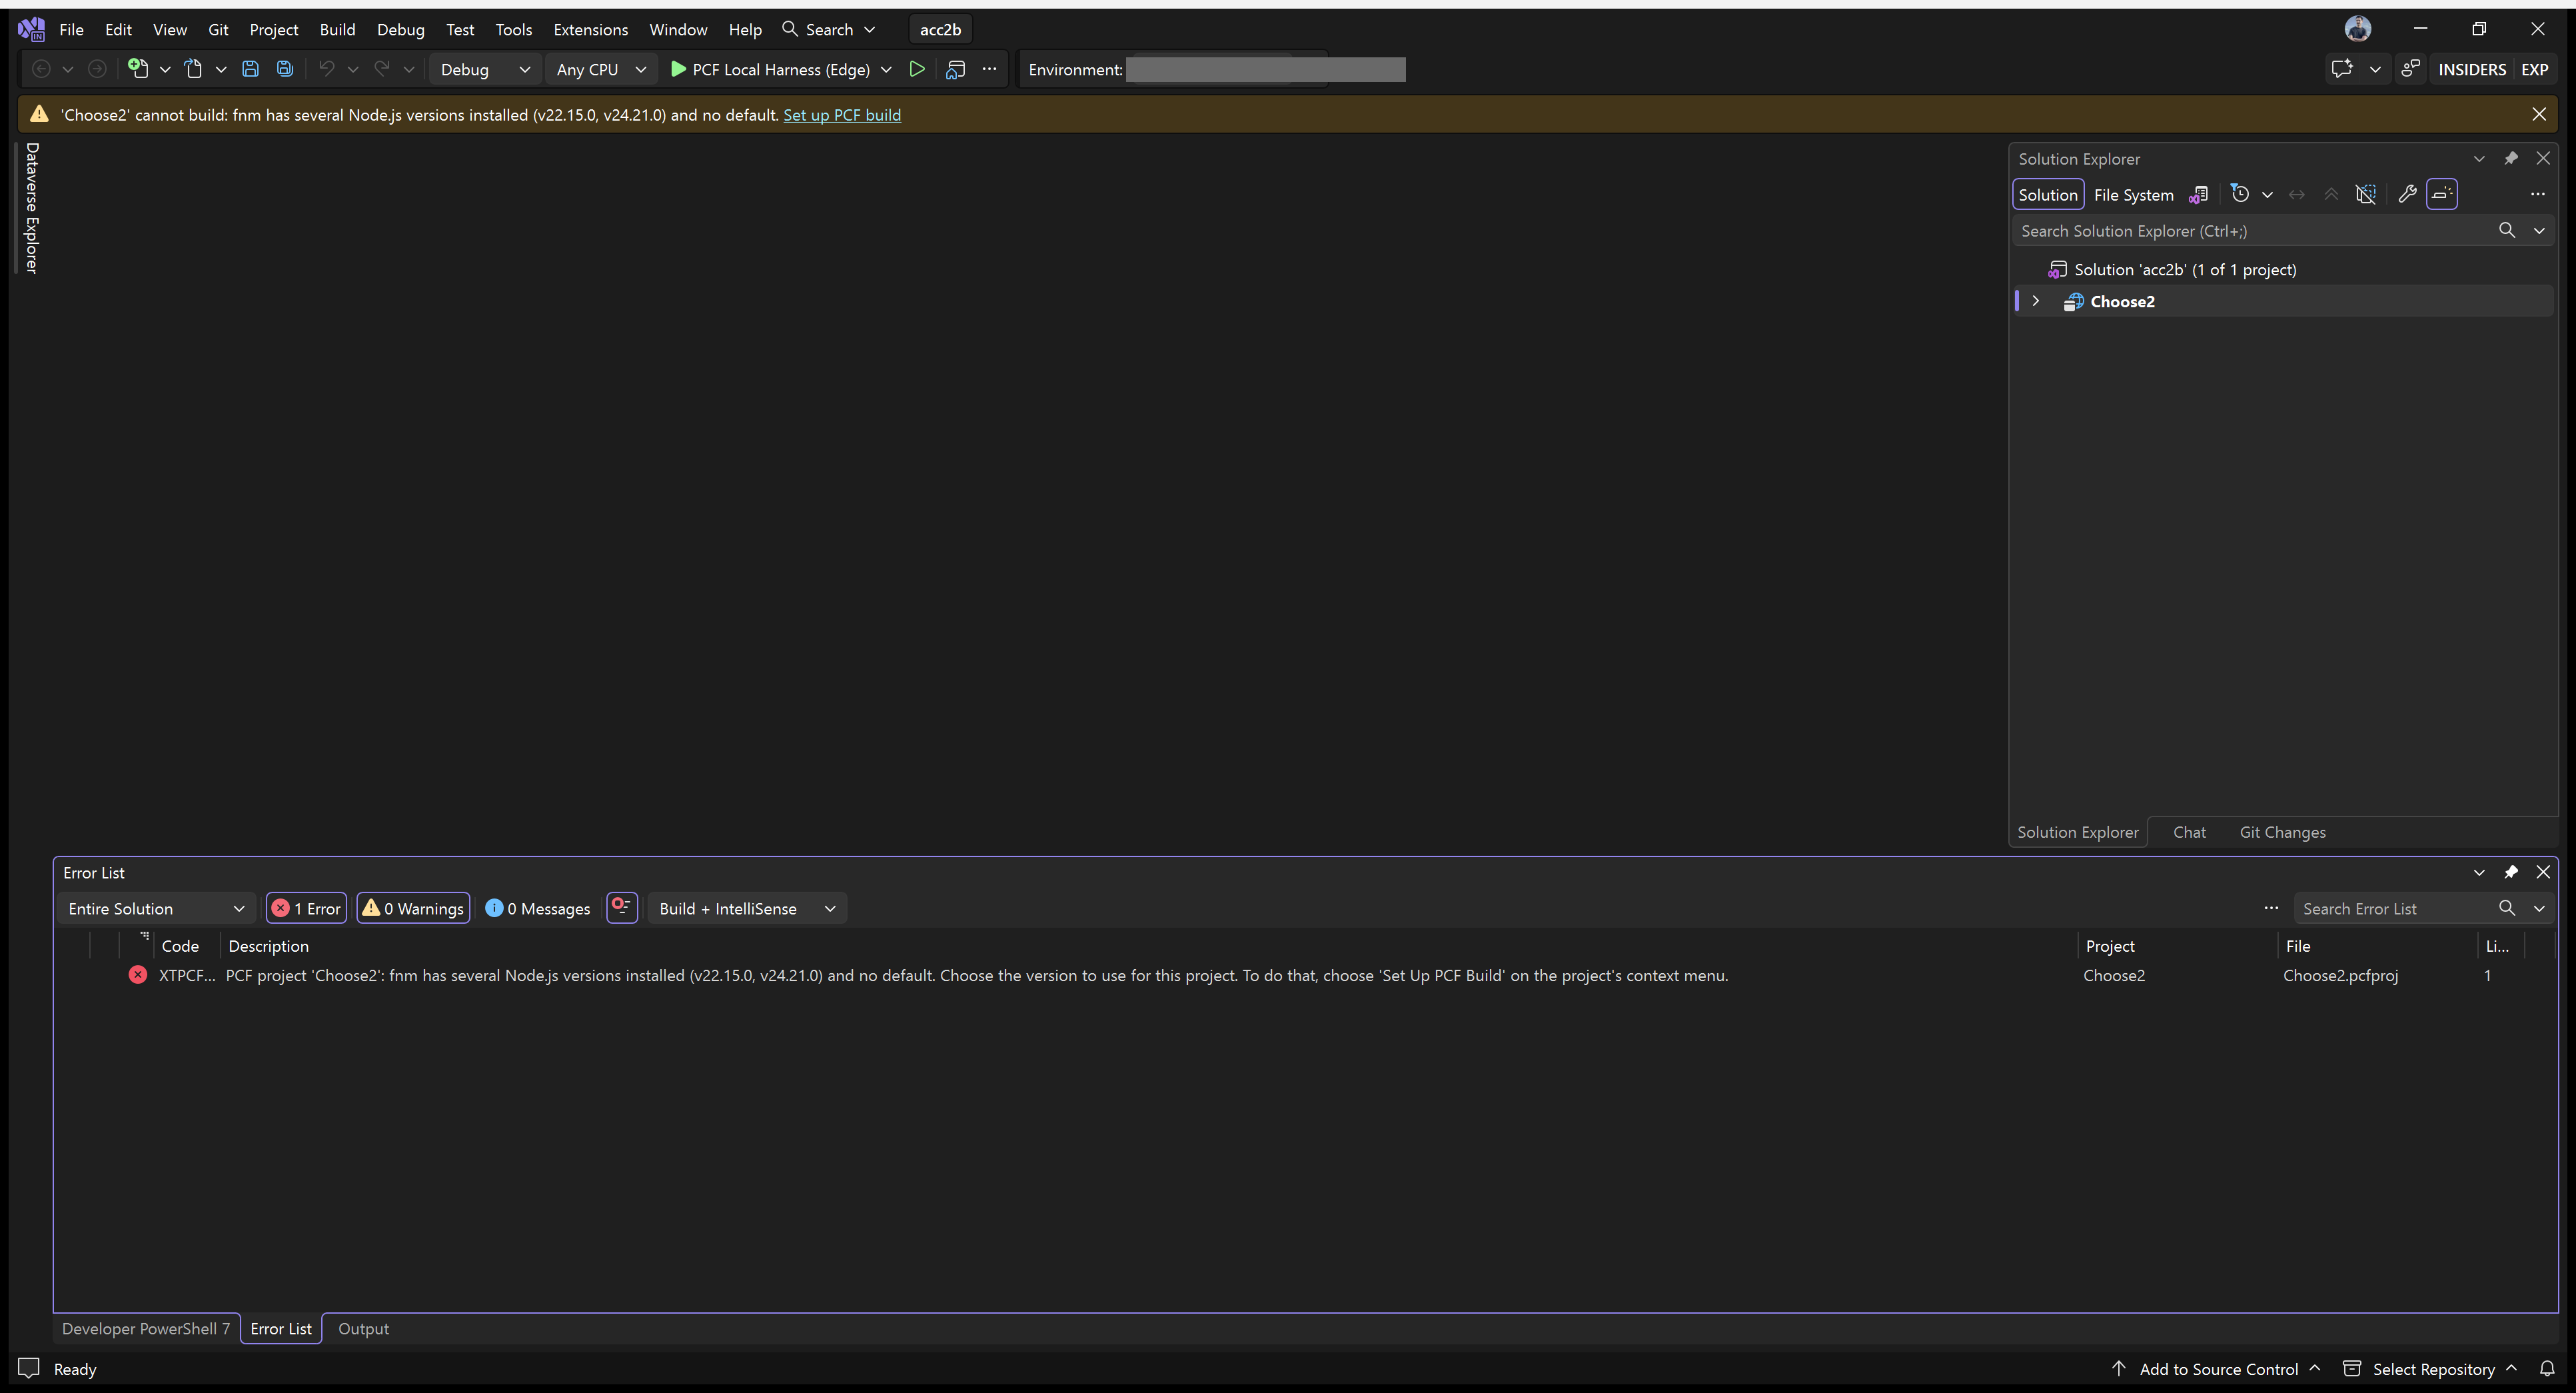 File Edit View Git Project Build Debug Test Tools Extensions Window Help Search acc2b
Debug Any CPU PCF Local Harness (Edge) Environment: INSIDERS EXP
'Choose2' cannot build: fnm has several Node.js versions installed (v22.15.0, v24.21.0) and no default. Set up PCF build
Dataverse Explorer
Solution Explorer
Solution File System
Search Solution Explorer (Ctrl+;)
Solution 'acc2b' (1 of 1 project)
Choose2
Solution Explorer Chat Git Changes
Error List
Entire Solution 1 Error 0 Warnings 0 Messages Build + IntelliSense Search Error List
Code Description Project File Li...
XTPCF... PCF project 'Choose2': fnm has several Node.js versions installed (v22.15.0, v24.21.0) and no default. Choose the version to use for this project. To do that, choose 'Set Up PCF Build' on the project's context menu. Choose2 Choose2.pcfproj 1
Developer PowerShell 7 Error List Output
Ready Add to Source Control Select Repository